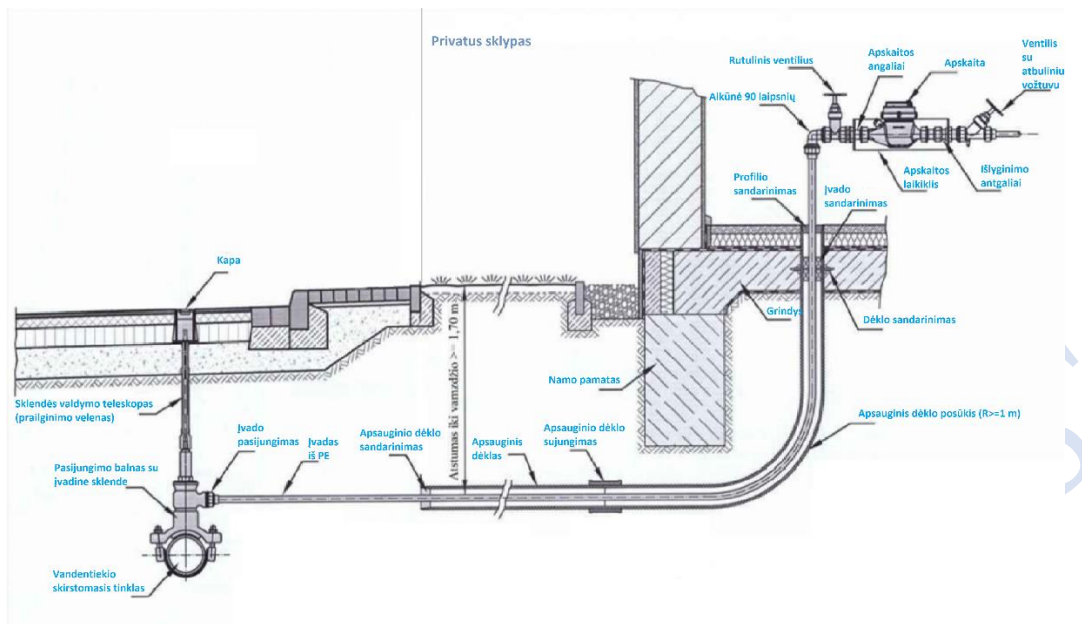 Privatus sklypas
Rutulinis ventilius
Apskaitos
angaliai
Apskaita
Ventilis
su
atbuliniu
vožtuvu
Alkūnė 90 laipsnių
Profilio
sandarinimas
Įvado
sandarinimas
Apskaitos
laikiklis
Išlyginimo
antgaliai
Kapa
Grindys
Dėklo sandarinimas
Namo pamatas
Atstumas iki vamzdžio >= 1,70 m
Sklendės valdymo teleskopas
(prailginimo velenas)
Įvado
pasijungimas
Įvadas
iš PE
Apsauginio dėklo
sandarinimas
Apsauginis
dėklas
Apsauginio dėklo
sujungimas
Apsauginis dėklo posūkis (R>=1 m)
Pasijungimo balnas su
įvadine sklende
Vandentiekio
skirstomasis tinklas